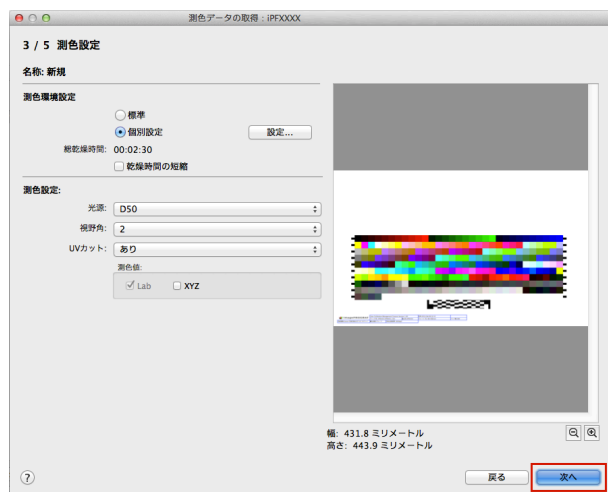 測色データの取得：iPFXXXX
3 / 5 測色設定
名称: 新規
測色環境設定
標準
個別設定
設定...
総乾燥時間: 00:02:30
乾燥時間の短縮
測色設定:
光源: D50
視野角: 2
UVカット: あり
測色値:
Lab XYZ
幅: 431.8 ミリメートル
高さ: 443.9 ミリメートル
?
戻る
次へ